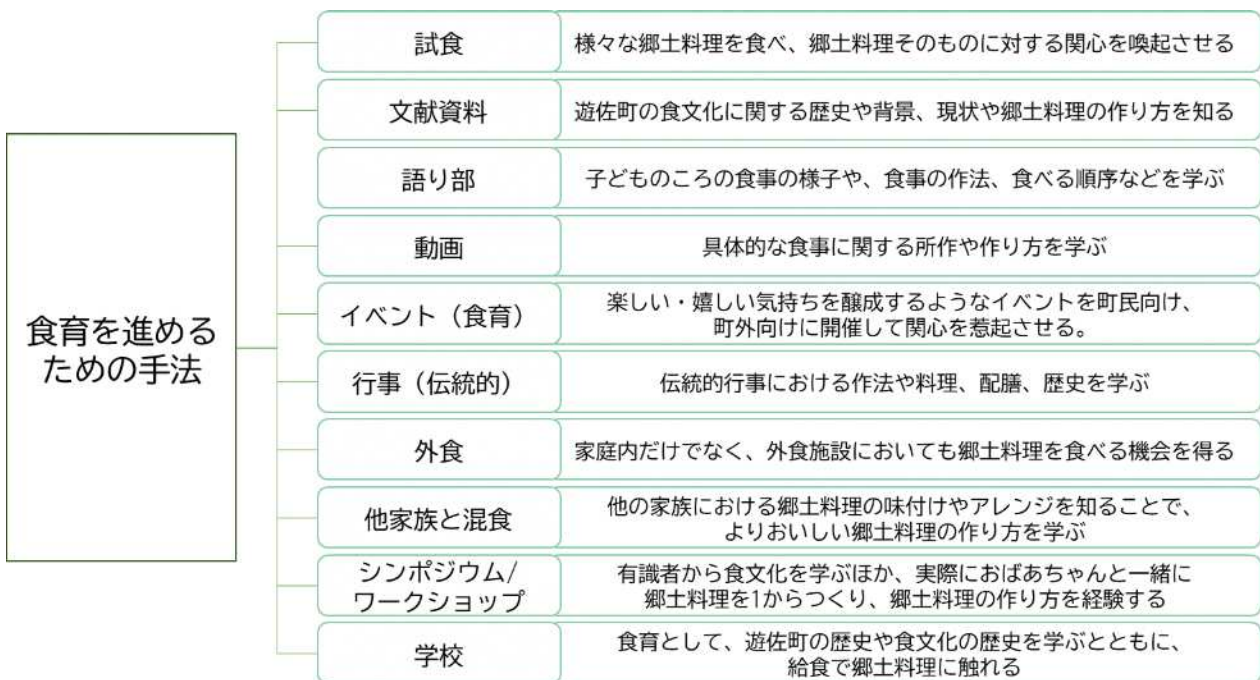 食育を進める
ための手法
試食
様々な郷土料理を食べ、郷土料理そのものに対する関心を喚起させる
文献資料
遊佐町の食文化に関する歴史や背景、現状や郷土料理の作り方を知る
語り部
子どものころの食事の様子や、食事の作法、食べる順序などを学ぶ
動画
具体的な食事に関する所作や作り方を学ぶ
イベント（食育）
楽しい・嬉しい気持ちを醸成するようなイベントを町民向け、
町外向けに開催して関心を惹起させる。
行事（伝統的）
伝統的行事における作法や料理、配膳、歴史を学ぶ
外食
家庭内だけでなく、外食施設においても郷土料理を食べる機会を得る
他家族と混食
他の家族における郷土料理の味付けやアレンジを知ることで、
よりおいしい郷土料理の作り方を学ぶ
シンポジウム/
ワークショップ
有識者から食文化を学ぶほか、実際におばあちゃんと一緒に
郷土料理を1からつくり、郷土料理の作り方を経験する
学校
食育として、遊佐町の歴史や食文化の歴史を学ぶとともに、
給食で郷土料理に触れる